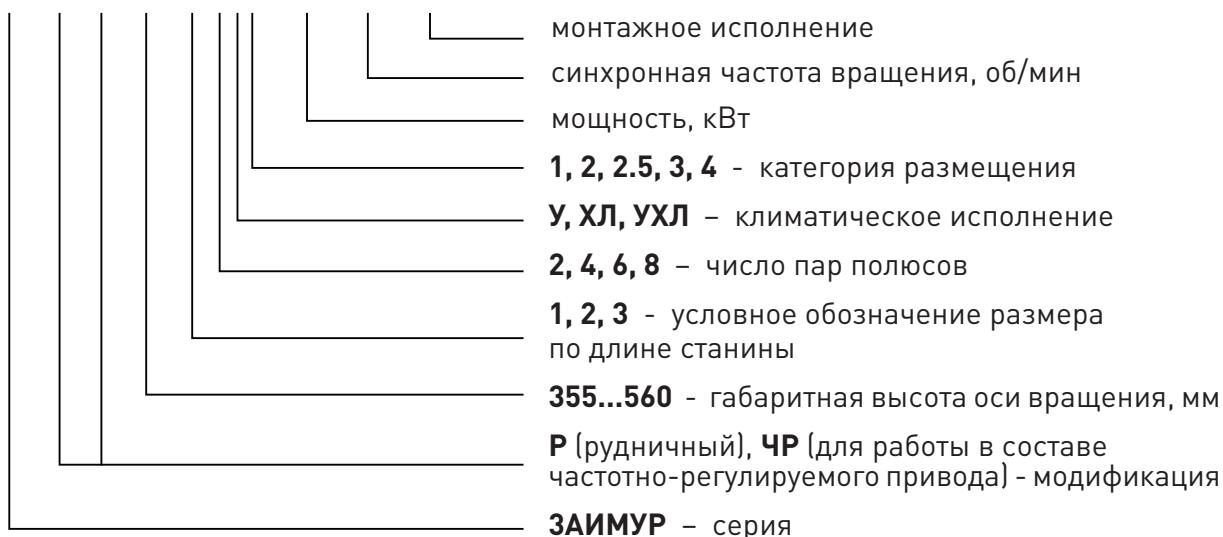 монтажное исполнение
синхронная частота вращения, об/мин
мощность, кВт
1, 2, 2.5, 3, 4 - категория размещения
У, ХЛ, УХЛ – климатическое исполнение
2, 4, 6, 8 – число пар полюсов
1, 2, 3 - условное обозначение размера
по длине станины
355...560 - габаритная высота оси вращения, мм
Р (рудничный), ЧР (для работы в составе
частотно-регулируемого привода) - модификация
3АИМУР – серия